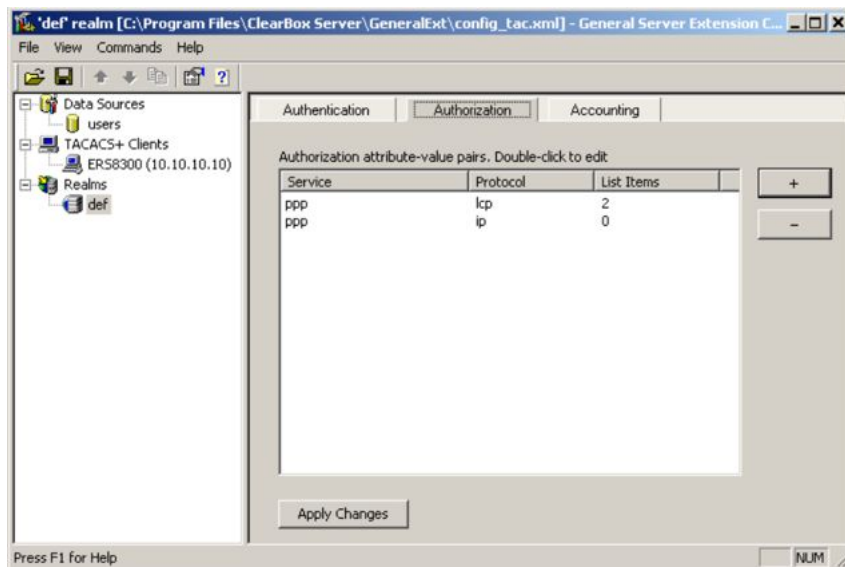 'def' realm [C:\Program Files\ClearBox Server\GeneralExt\config_tac.xml] - General Server Extension C...
File View Commands Help
Data Sources
users
TACACS+ Clients
ERS8300 (10.10.10.10)
Realms
def
Authentication Authorization Accounting
Authorization attribute-value pairs. Double-click to edit
Service Protocol List Items
ppp lcp 2
ppp ip 0
+
-
Apply Changes
Press F1 for Help NUM